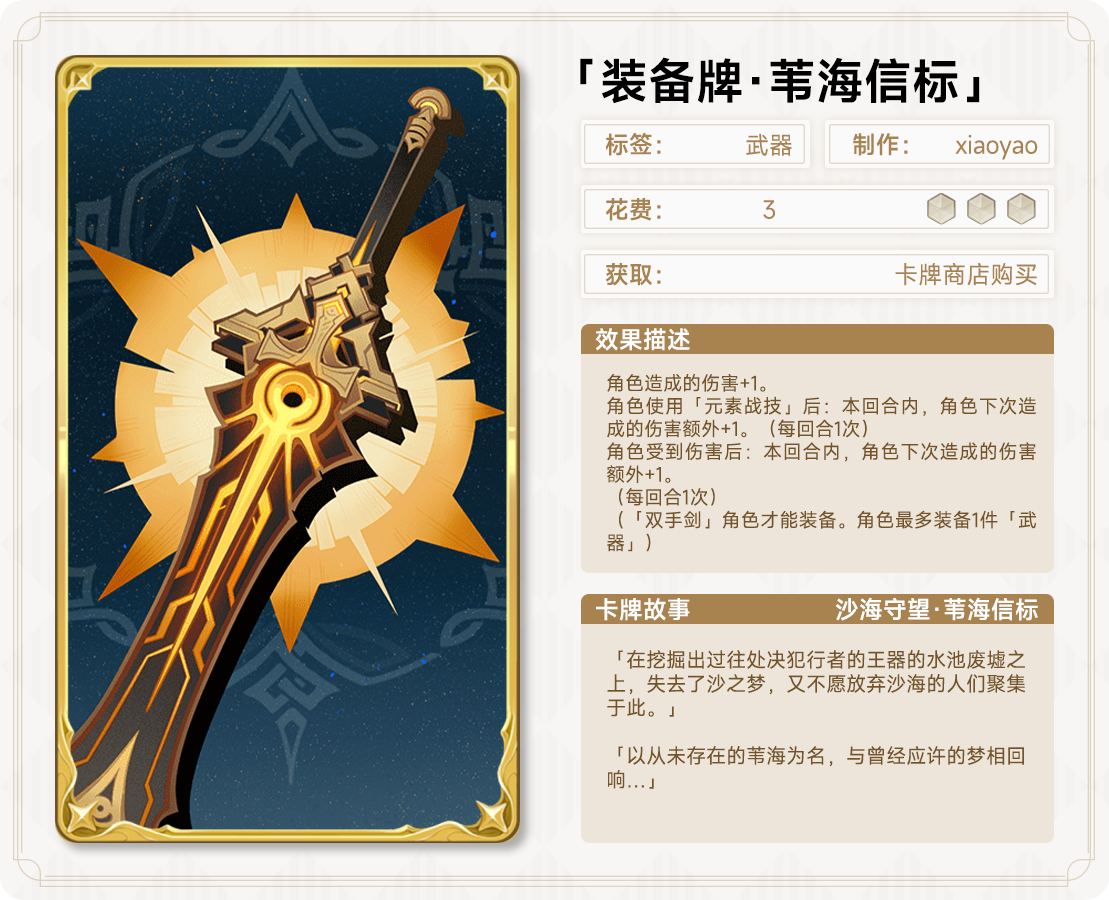 「装备牌·苇海信标」
标签： 武器
制作： xiaoyao
花费： 3
获取： 卡牌商店购买
效果描述
角色造成的伤害+1。
角色使用「元素战技」后：本回合内，角色下次造
成的伤害额外+1。（每回合1次）
角色受到伤害后：本回合内，角色下次造成的伤害
额外+1。
（每回合1次）
（「双手剑」角色才能装备。角色最多装备1件「武
器」）
卡牌故事 沙海守望·苇海信标
「在挖掘出过往处决犯行者的王器的水池废墟之
上，失去了沙之梦，又不愿放弃沙海的人们聚集
于此。」
「以从未存在的苇海为名，与曾经应许的梦相回
响...」